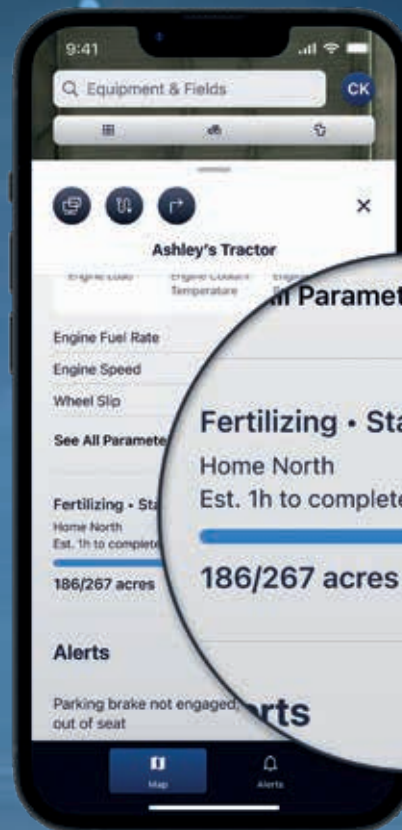 9:41
Equipment & Fields
CK
Ashley's Tractor
Engine Load
Engine Coolant
Temperature
Engine Fuel Rate
Engine Speed
Wheel Slip
See All Paramete
Fertilizing • Sta
Home North
Est. 1h to complete
186/267 acres
Alerts
Parking brake not engaged,
out of seat
Map
Alerts
ll Paramet
Fertilizing • Sta
Home North
Est. 1h to complete
186/267 acres
erts